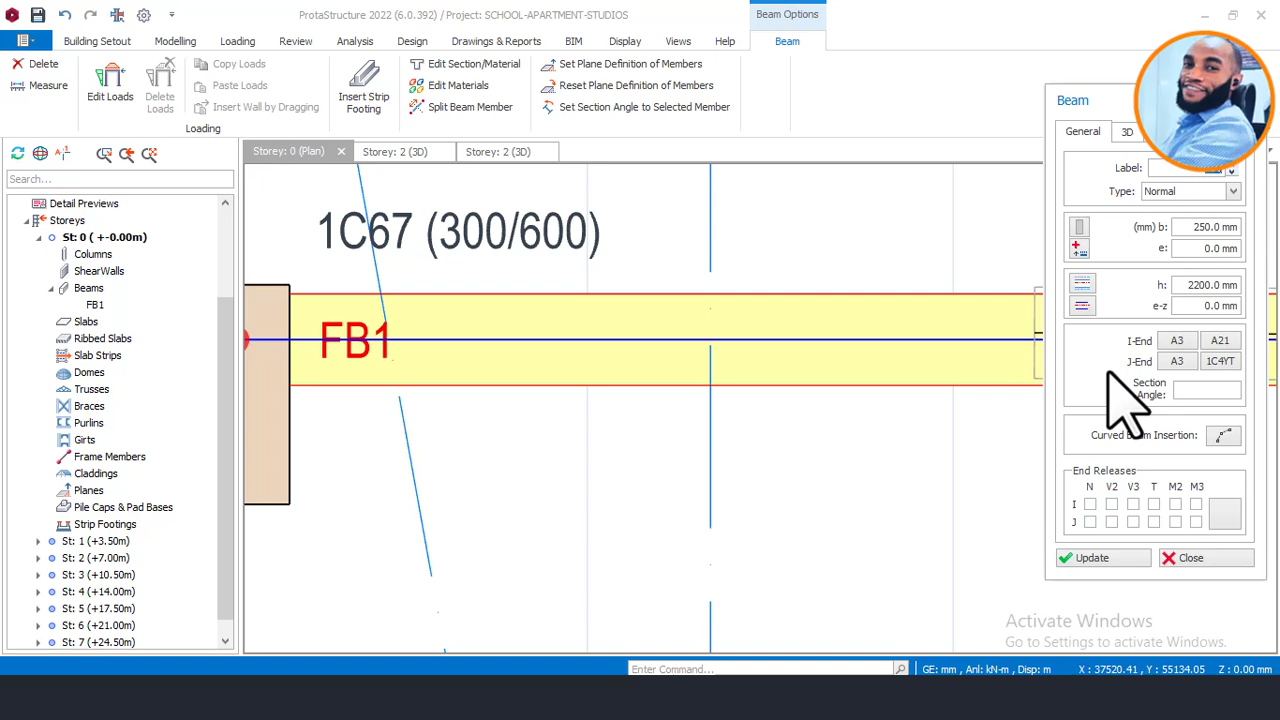 ProtaStructure 2022 (6.0.392) / Project: SCHOOL-APARTMENT-STUDIOS
Beam Options
Building Setout Modelling Loading Review Analysis Design Drawings & Reports BIM Display Views Help Beam
Delete
Measure
Edit Loads
Delete Loads
Copy Loads
Paste Loads
Insert Wall by Dragging
Loading
Insert Strip Footing
Edit Section/Material
Edit Materials
Split Beam Member
Set Plane Definition of Members
Reset Plane Definition of Members
Set Section Angle to Selected Member
Search...
Detail Previews
Storeys
St: 0 ( +-0.00m)
Columns
ShearWalls
Beams
FB1
Slabs
Ribbed Slabs
Slab Strips
Domes
Trusses
Braces
Purlins
Girts
Frame Members
Claddings
Planes
Pile Caps & Pad Bases
Strip Footings
St: 1 (+3.50m)
St: 2 (+7.00m)
St: 3 (+10.50m)
St: 4 (+14.00m)
St: 5 (+17.50m)
St: 6 (+21.00m)
St: 7 (+24.50m)
Storey: 0 (Plan) Storey: 2 (3D) Storey: 2 (3D)
1C67 (300/600)
FB1
Beam
General 3D
Label:
Type: Normal
(mm) b: 250.0 mm
e: 0.0 mm
h: 2200.0 mm
e-z 0.0 mm
I-End A3 A21
J-End A3 1C4YT
Section
Angle:
Curved Beam Insertion:
End Releases
N V2 V3 T M2 M3
I
J
Update Close
Activate Windows
Go to Settings to activate Windows.
Enter Command...
GE: mm , Anl: kN-m , Disp: m X : 37520.41 , Y : 55134.05 Z : 0.00 mm